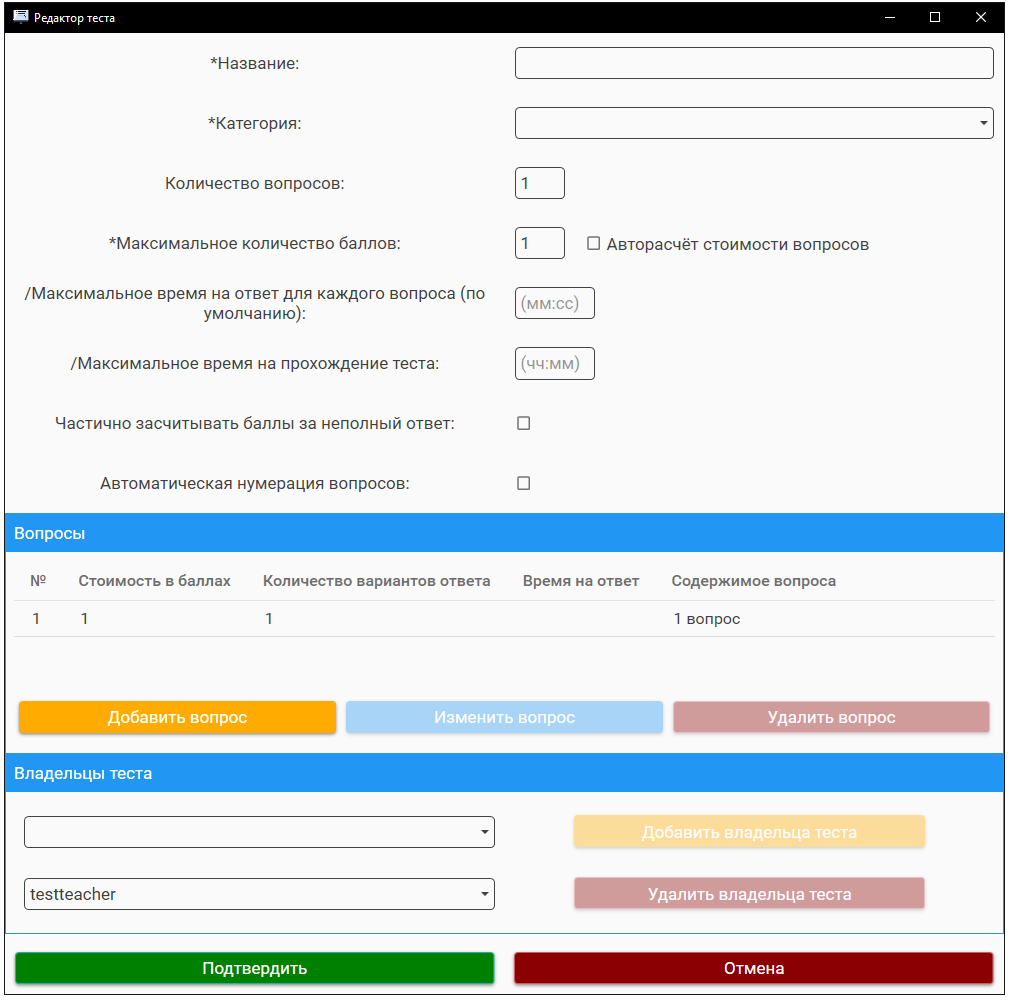 Редактор теста
*Название:
*Категория:
Количество вопросов: 1
*Максимальное количество баллов: 1 Авторасчёт стоимости вопросов
/Максимальное время на ответ для каждого вопроса (по
умолчанию): (мм:сс)
/Максимальное время на прохождение теста: (чч:мм)
Частично засчитывать баллы за неполный ответ:
Автоматическая нумерация вопросов:
Вопросы
№ Стоимость в баллах Количество вариантов ответа Время на ответ Содержимое вопроса
1 1 1 1 вопрос
Добавить вопрос Изменить вопрос Удалить вопрос
Владельцы теста
Добавить владельца теста
testteacher Удалить владельца теста
Подтвердить Отмена